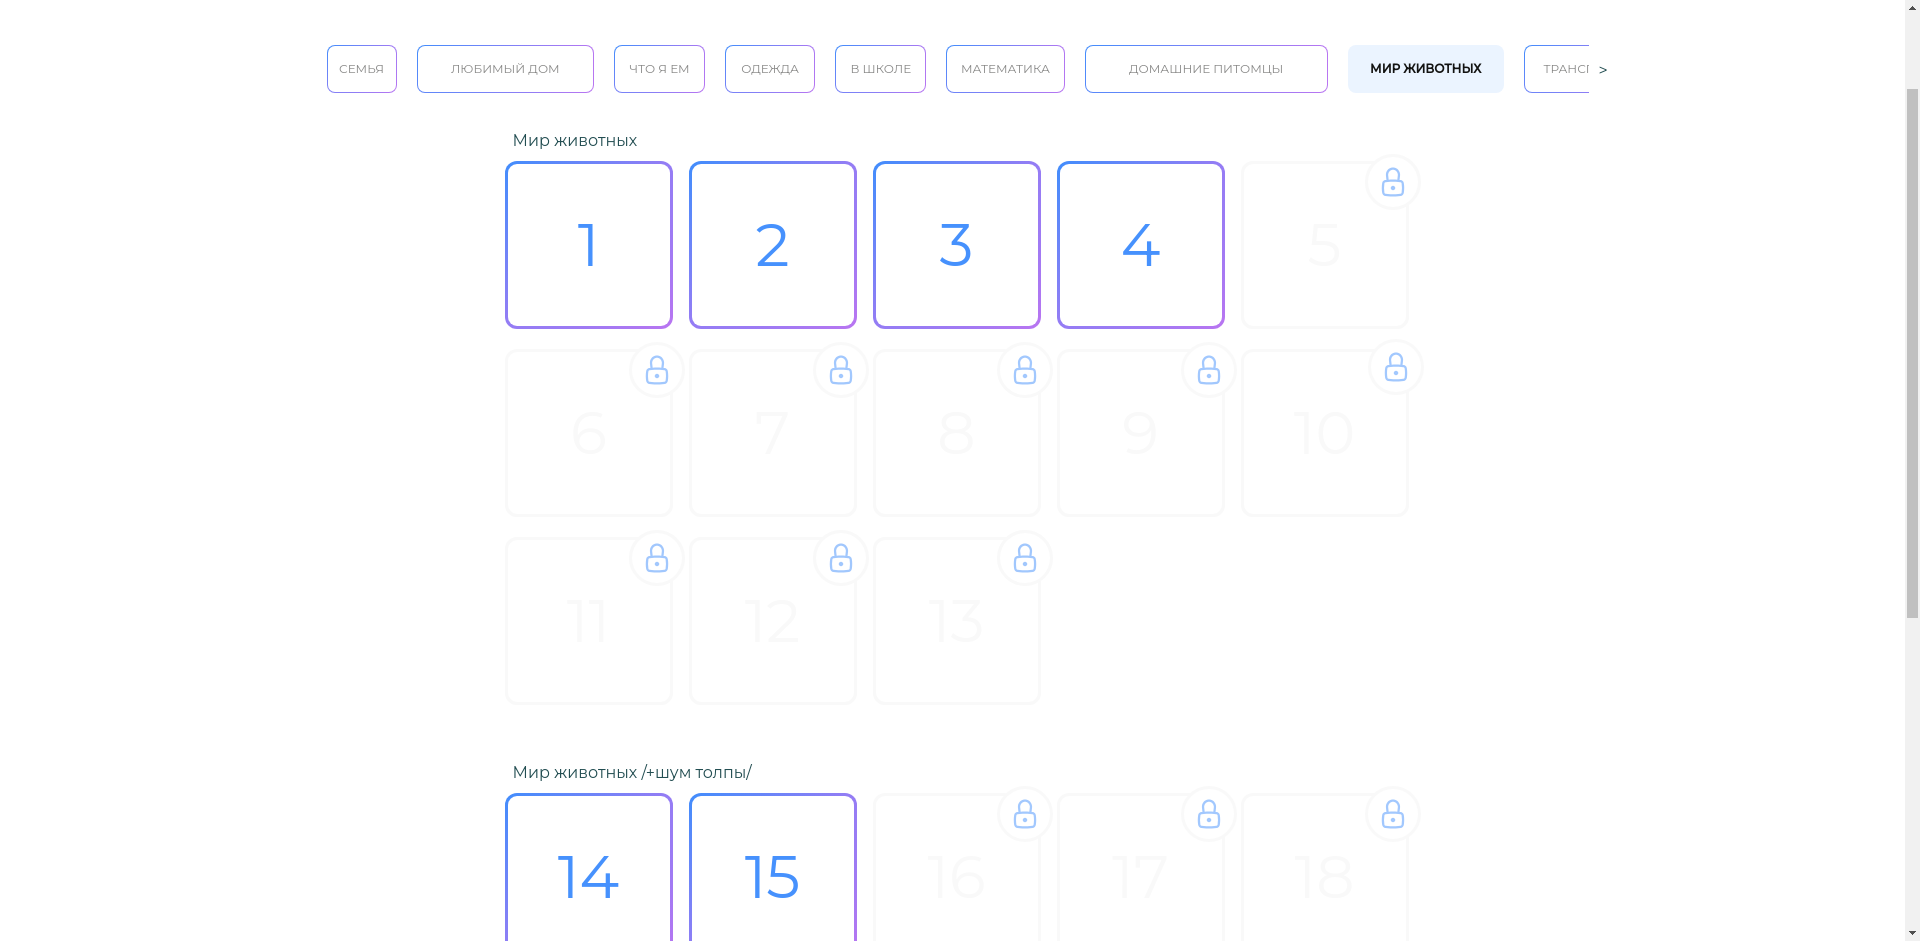 СЕМЬЯ ЛЮБИМЫЙ ДОМ ЧТО Я ЕМ ОДЕЖДА В ШКОЛЕ МАТЕМАТИКА ДОМАШНИЕ ПИТОМЦЫ МИР ЖИВОТНЫХ ТРАНСП >
Мир животных
1 2 3 4 5
6 7 8 9 10
11 12 13
Мир животных /+шум толпы/
14 15 16 17 18